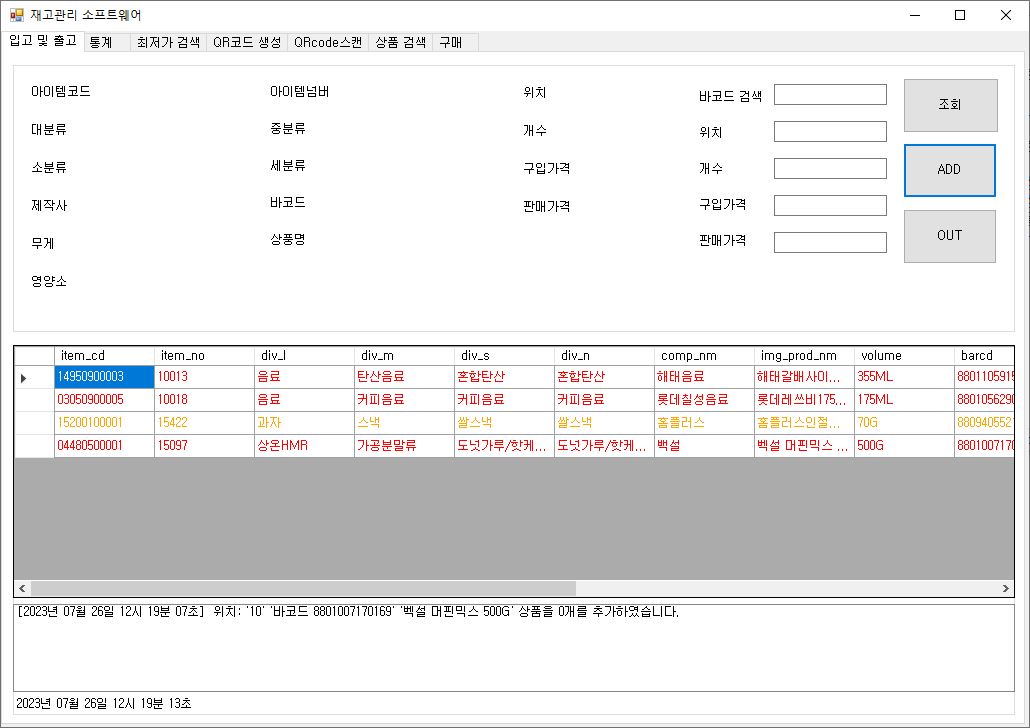 재고관리 소프트웨어
입고 및 출고 통계 최저가 검색 QR코드 생성 QRcode스캔 상품 검색 구매
아이템코드 아이템넘버 위치 바코드 검색 조회
대분류 중분류 개수 위치
소분류 세분류 구입가격 개수 ADD
제작사 바코드 판매가격 구입가격
무게 상품명 판매가격 OUT
영양소
item_cd item_no div_l div_m div_s div_n comp_nm img_prod_nm volume barcd
14950900003 10013 음료 탄산음료 혼합탄산 혼합탄산 해태음료 해태갈배사이... 355ML 8801105915
03050900005 10018 음료 커피음료 커피음료 커피음료 롯데칠성음료 롯데레쓰비175... 175ML 8801056290
15200100001 15422 과자 스낵 쌀스낵 쌀스낵 홈플러스 홈플러스인절... 70G 8809405521
04480500001 15097 상온HMR 가공분말류 도넛가루/핫케... 도넛가루/핫케... 백설 벡설 머핀믹스 ... 500G 8801007170
[2023년 07월 26일 12시 19분 07초] 위치: '10' '바코드 8801007170169' '벡설 머핀믹스 500G' 상품을 0개를 추가하였습니다.
2023년 07월 26일 12시 19분 13초